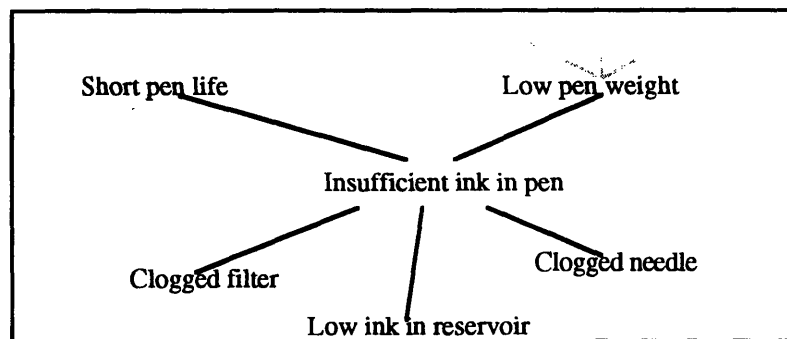 Short pen life
Low pen weight
Insufficient ink in pen
Clogged filter
Clogged needle
Low ink in reservoir